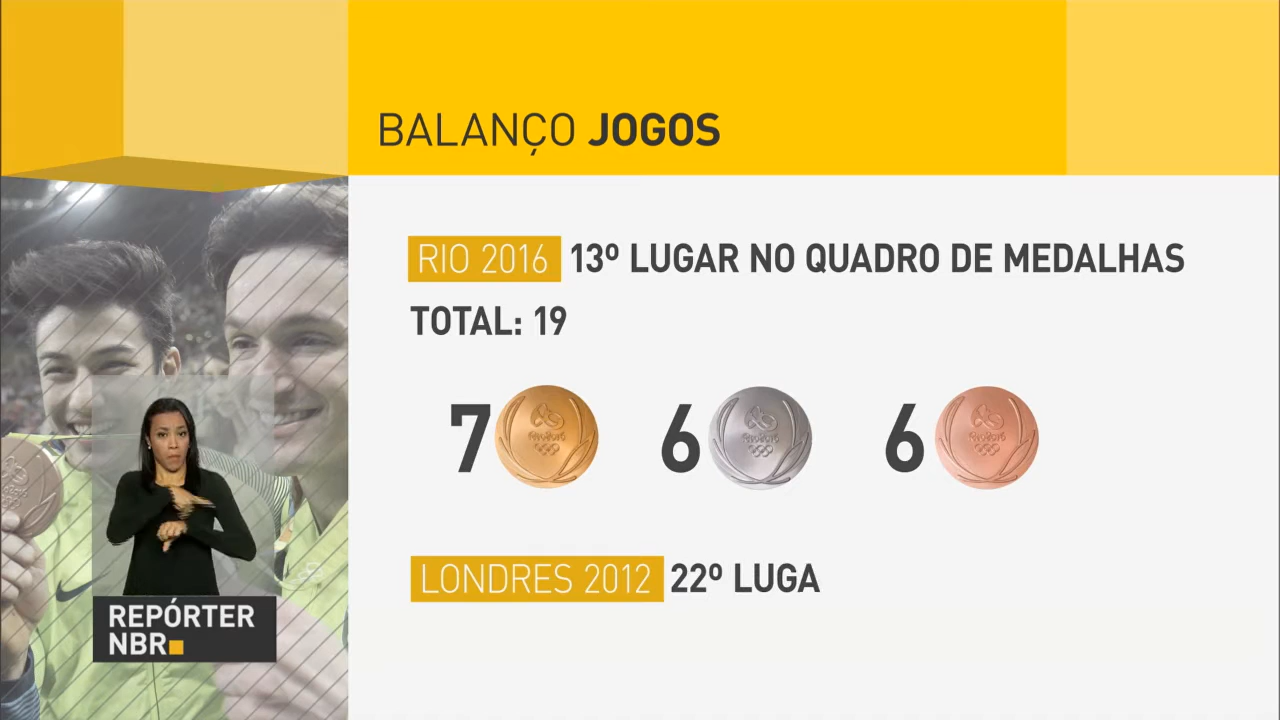 BALANÇO JOGOS
RIO 2016 13º LUGAR NO QUADRO DE MEDALHAS
TOTAL: 19
7 6 6
LONDRES 2012 22º LUGA
REPÓRTER
NBR